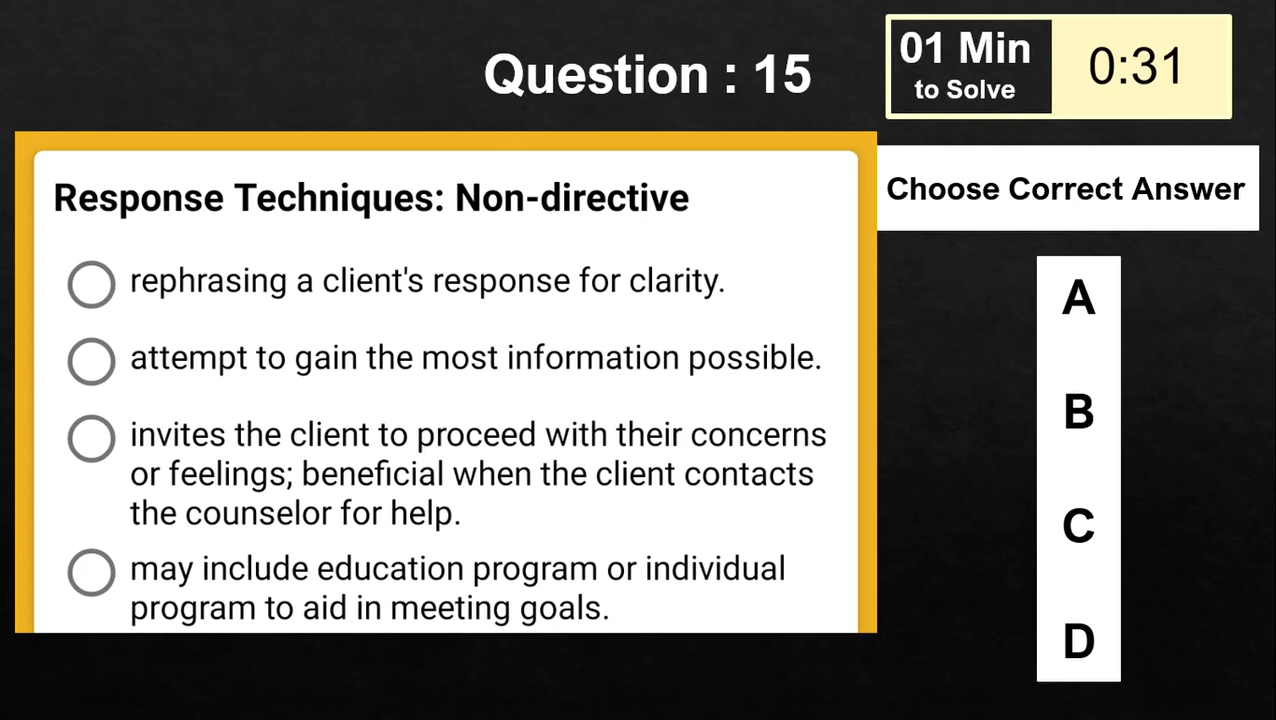 Question : 15
01 Min
to Solve
0:31
Response Techniques: Non-directive
rephrasing a client's response for clarity.
attempt to gain the most information possible.
invites the client to proceed with their concerns
or feelings; beneficial when the client contacts
the counselor for help.
may include education program or individual
program to aid in meeting goals.
Choose Correct Answer
A
B
C
D